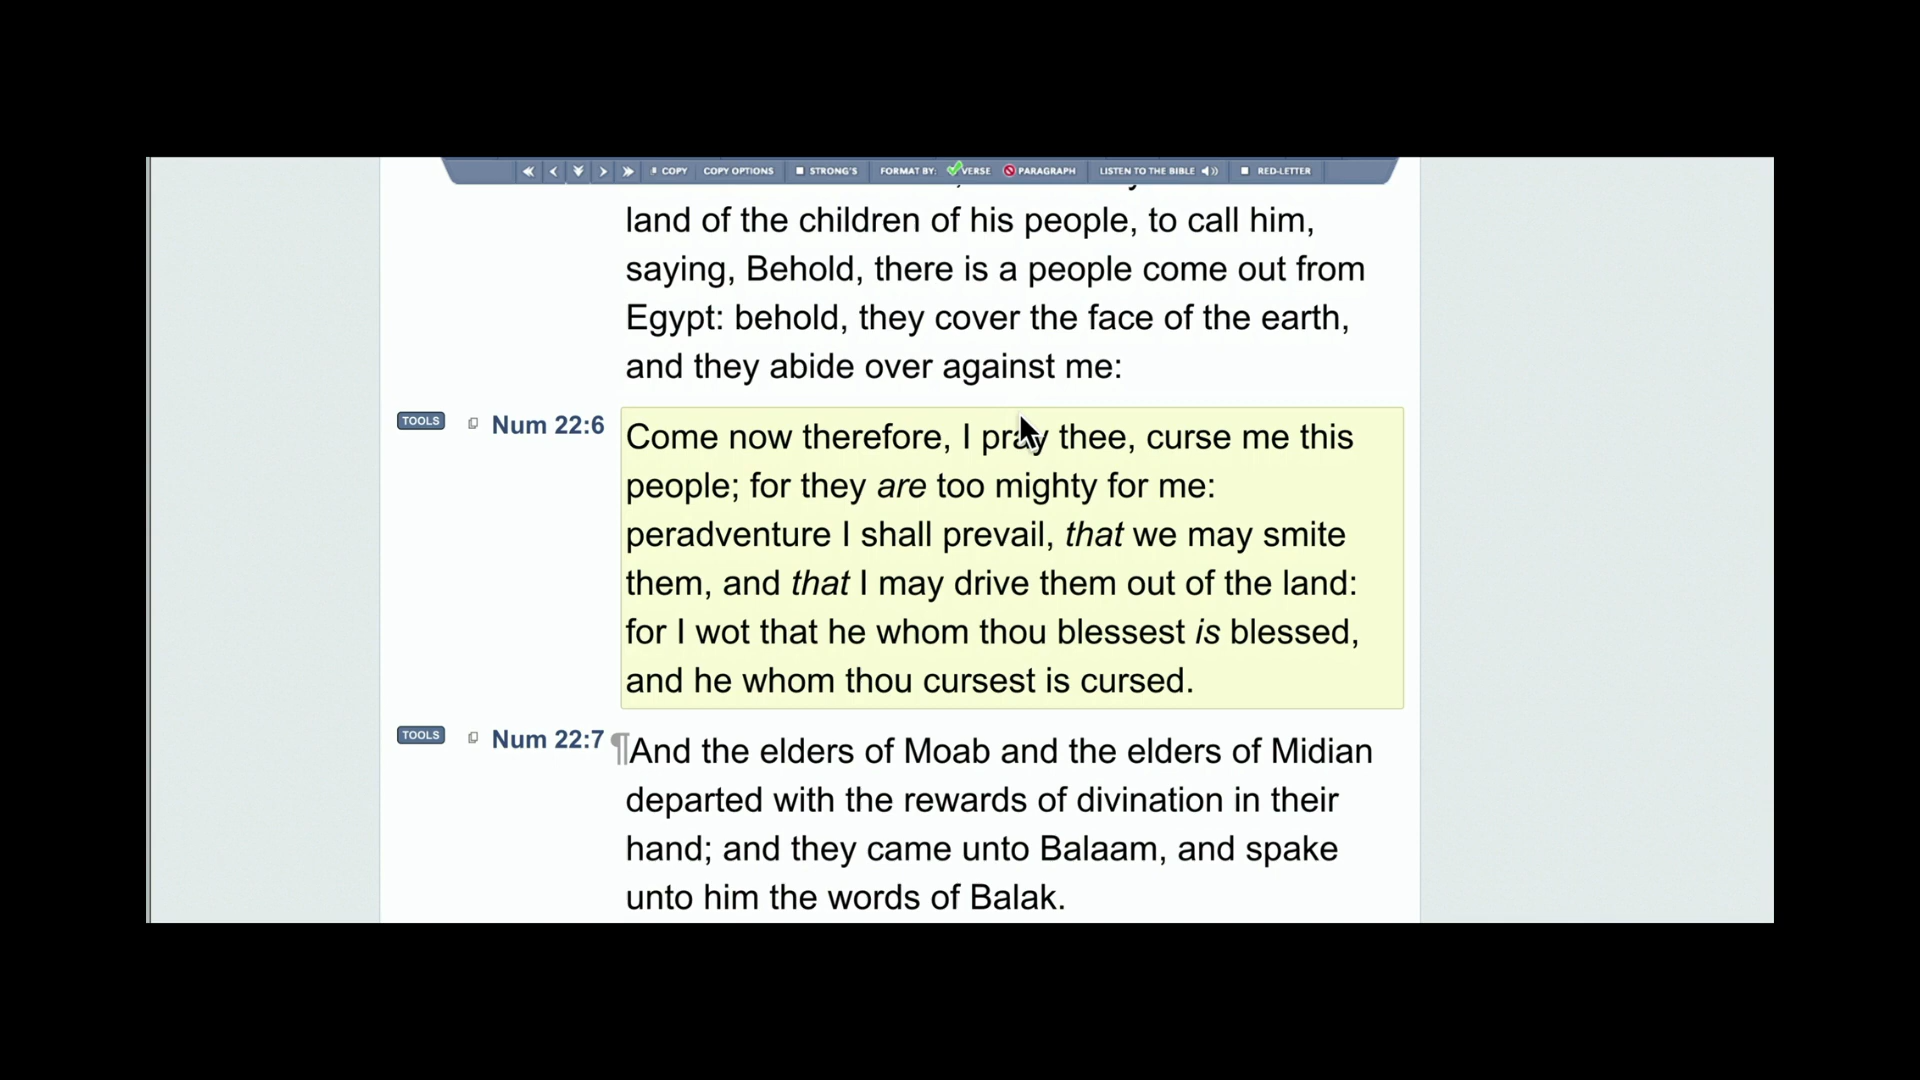 COPY COPY OPTIONS STRONG'S FORMAT BY: VERSE PARAGRAPH LISTEN TO THE BIBLE RED-LETTER
land of the children of his people, to call him,
saying, Behold, there is a people come out from
Egypt: behold, they cover the face of the earth,
and they abide over against me:
TOOLS Num 22:6 Come now therefore, I pray thee, curse me this
people; for they are too mighty for me:
peradventure I shall prevail, that we may smite
them, and that I may drive them out of the land:
for I wot that he whom thou blessest is blessed,
and he whom thou cursest is cursed.
TOOLS Num 22:7 ¶And the elders of Moab and the elders of Midian
departed with the rewards of divination in their
hand; and they came unto Balaam, and spake
unto him the words of Balak.